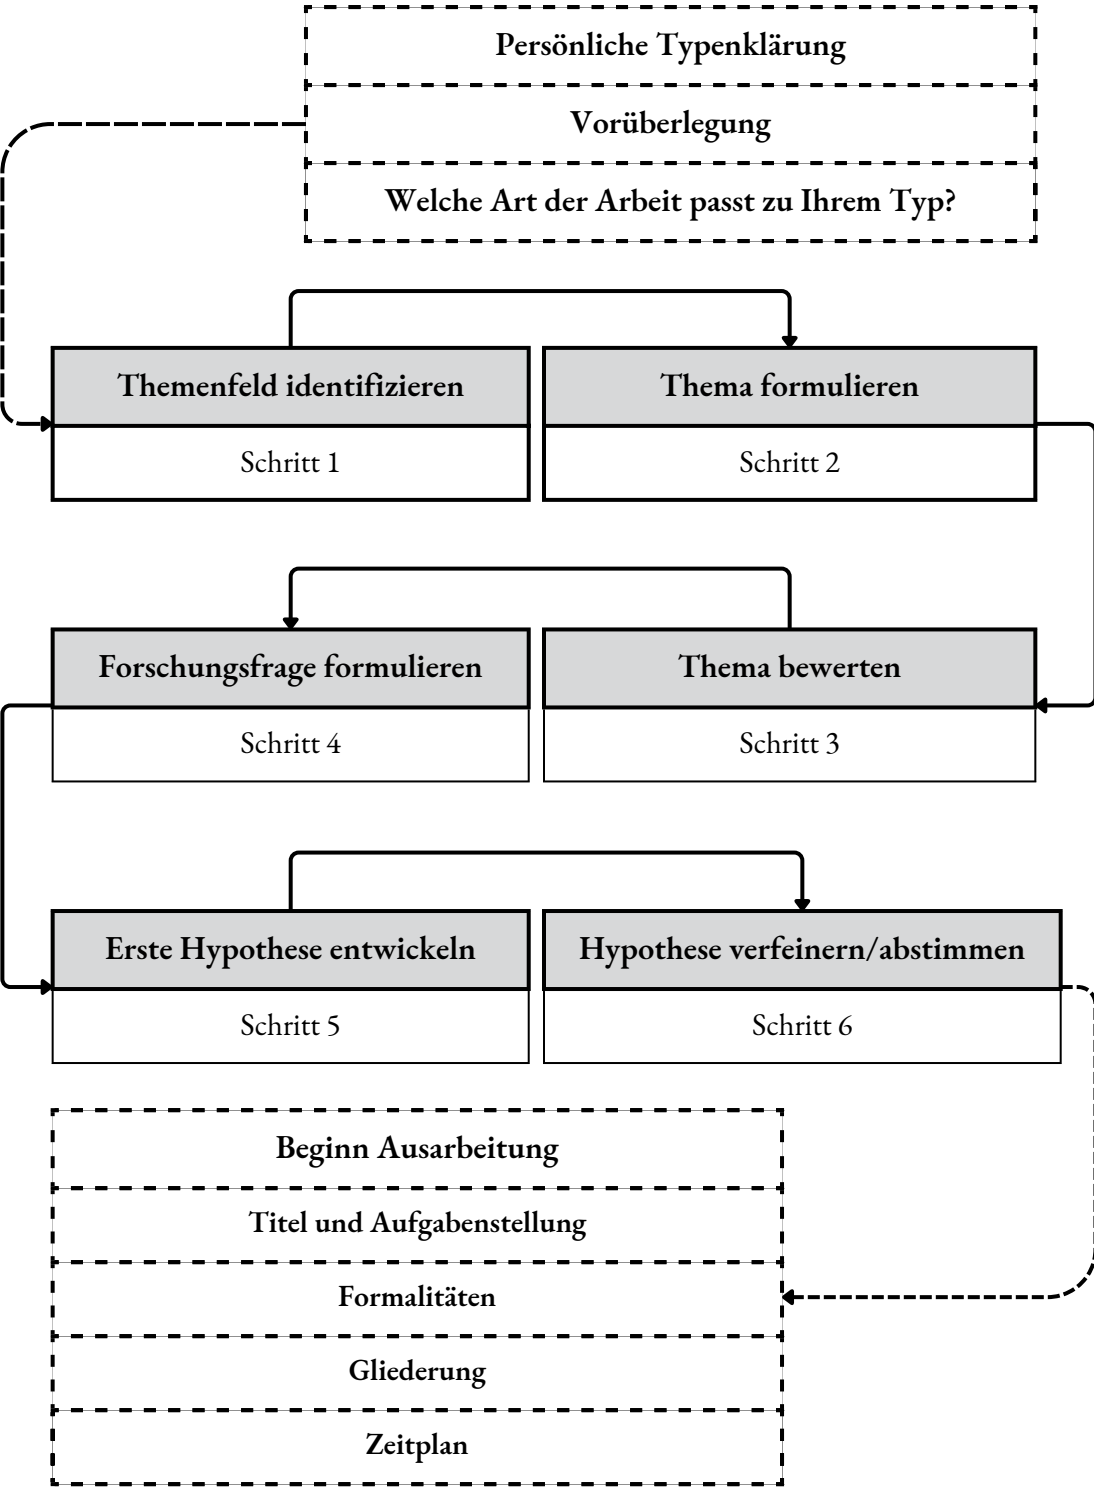 Persönliche Typenklärung
Vorüberlegung
Welche Art der Arbeit passt zu Ihrem Typ?
Themenfeld identifizieren
Schritt 1
Thema formulieren
Schritt 2
Thema bewerten
Schritt 3
Forschungsfrage formulieren
Schritt 4
Erste Hypothese entwickeln
Schritt 5
Hypothese verfeinern/abstimmen
Schritt 6
Beginn Ausarbeitung
Titel und Aufgabenstellung
Formalitäten
Gliederung
Zeitplan